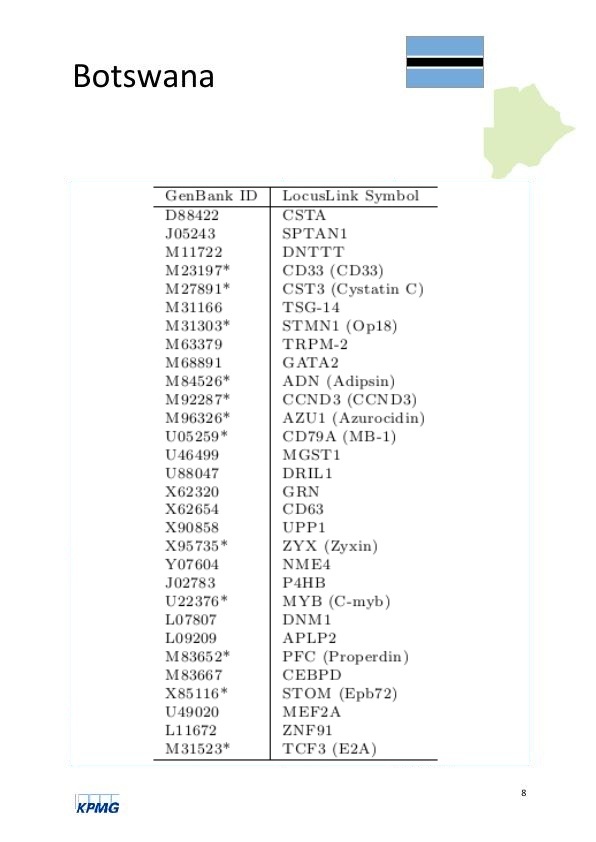 Botswana
GenBank ID LocusLink Symbol
D88422 CSTA
J05243 SPTAN1
M11722 DNTTT
M23197* CD33 (CD33)
M27891* CST3 (Cystatin C)
M31166 TSG-14
M31303* STMN1 (Op18)
M63379 TRPM-2
M68891 GATA2
M84526* ADN (Adipsin)
M92287* CCND3 (CCND3)
M96326* AZU1 (Azurocidin)
U05259* CD79A (MB-1)
U46499 MGST1
U88047 DRIL1
X62320 GRN
X62654 CD63
X90858 UPP1
X95735* ZYX (Zyxin)
Y07604 NME4
J02783 P4HB
U22376* MYB (C-myb)
L07807 DNM1
L09209 APLP2
M83652* PFC (Properdin)
M83667 CEBPD
X85116* STOM (Epb72)
U49020 MEF2A
L11672 ZNF91
M31523* TCF3 (E2A)
8
KPMG